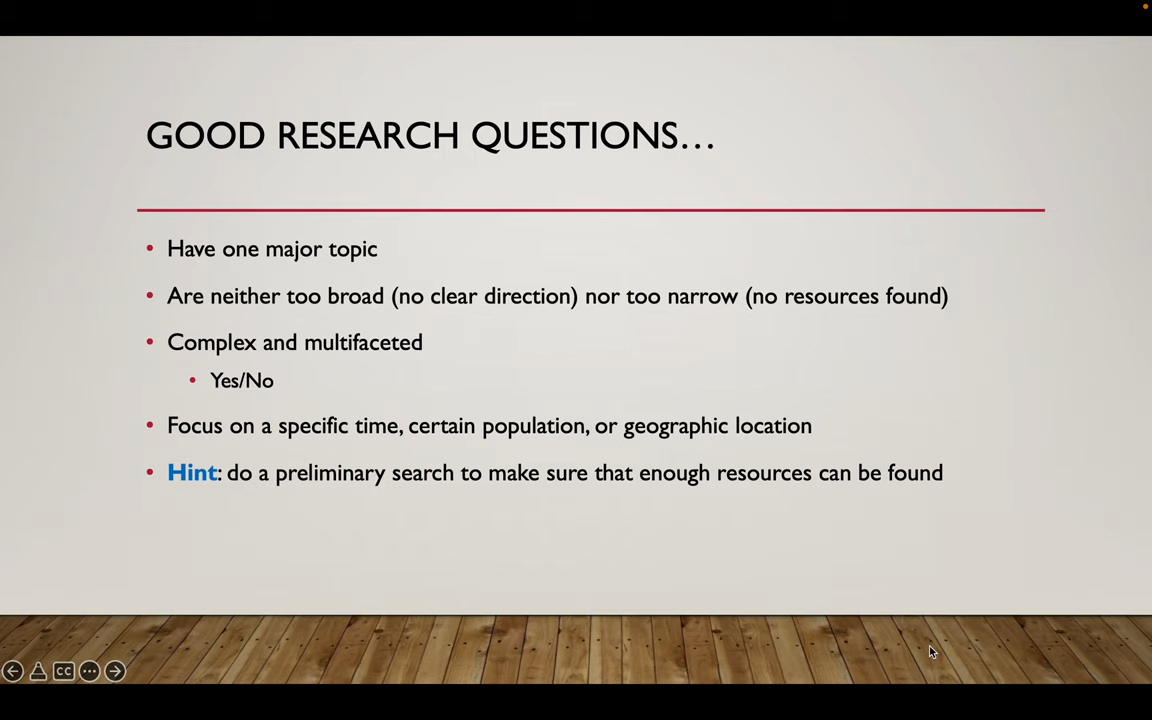 GOOD RESEARCH QUESTIONS…
• Have one major topic
• Are neither too broad (no clear direction) nor too narrow (no resources found)
• Complex and multifaceted
• Yes/No
• Focus on a specific time, certain population, or geographic location
• Hint: do a preliminary search to make sure that enough resources can be found
CC